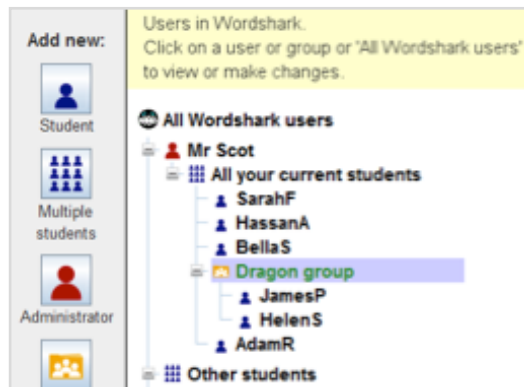 Add new:
Student
Multiple
students
Administrator
Users in Wordshark.
Click on a user or group or "All Wordshark users"
to view or make changes.
All Wordshark users
Mr Scot
All your current students
SarahF
HassanA
BellaS
Dragon group
JamesP
HelenS
AdamR
Other students